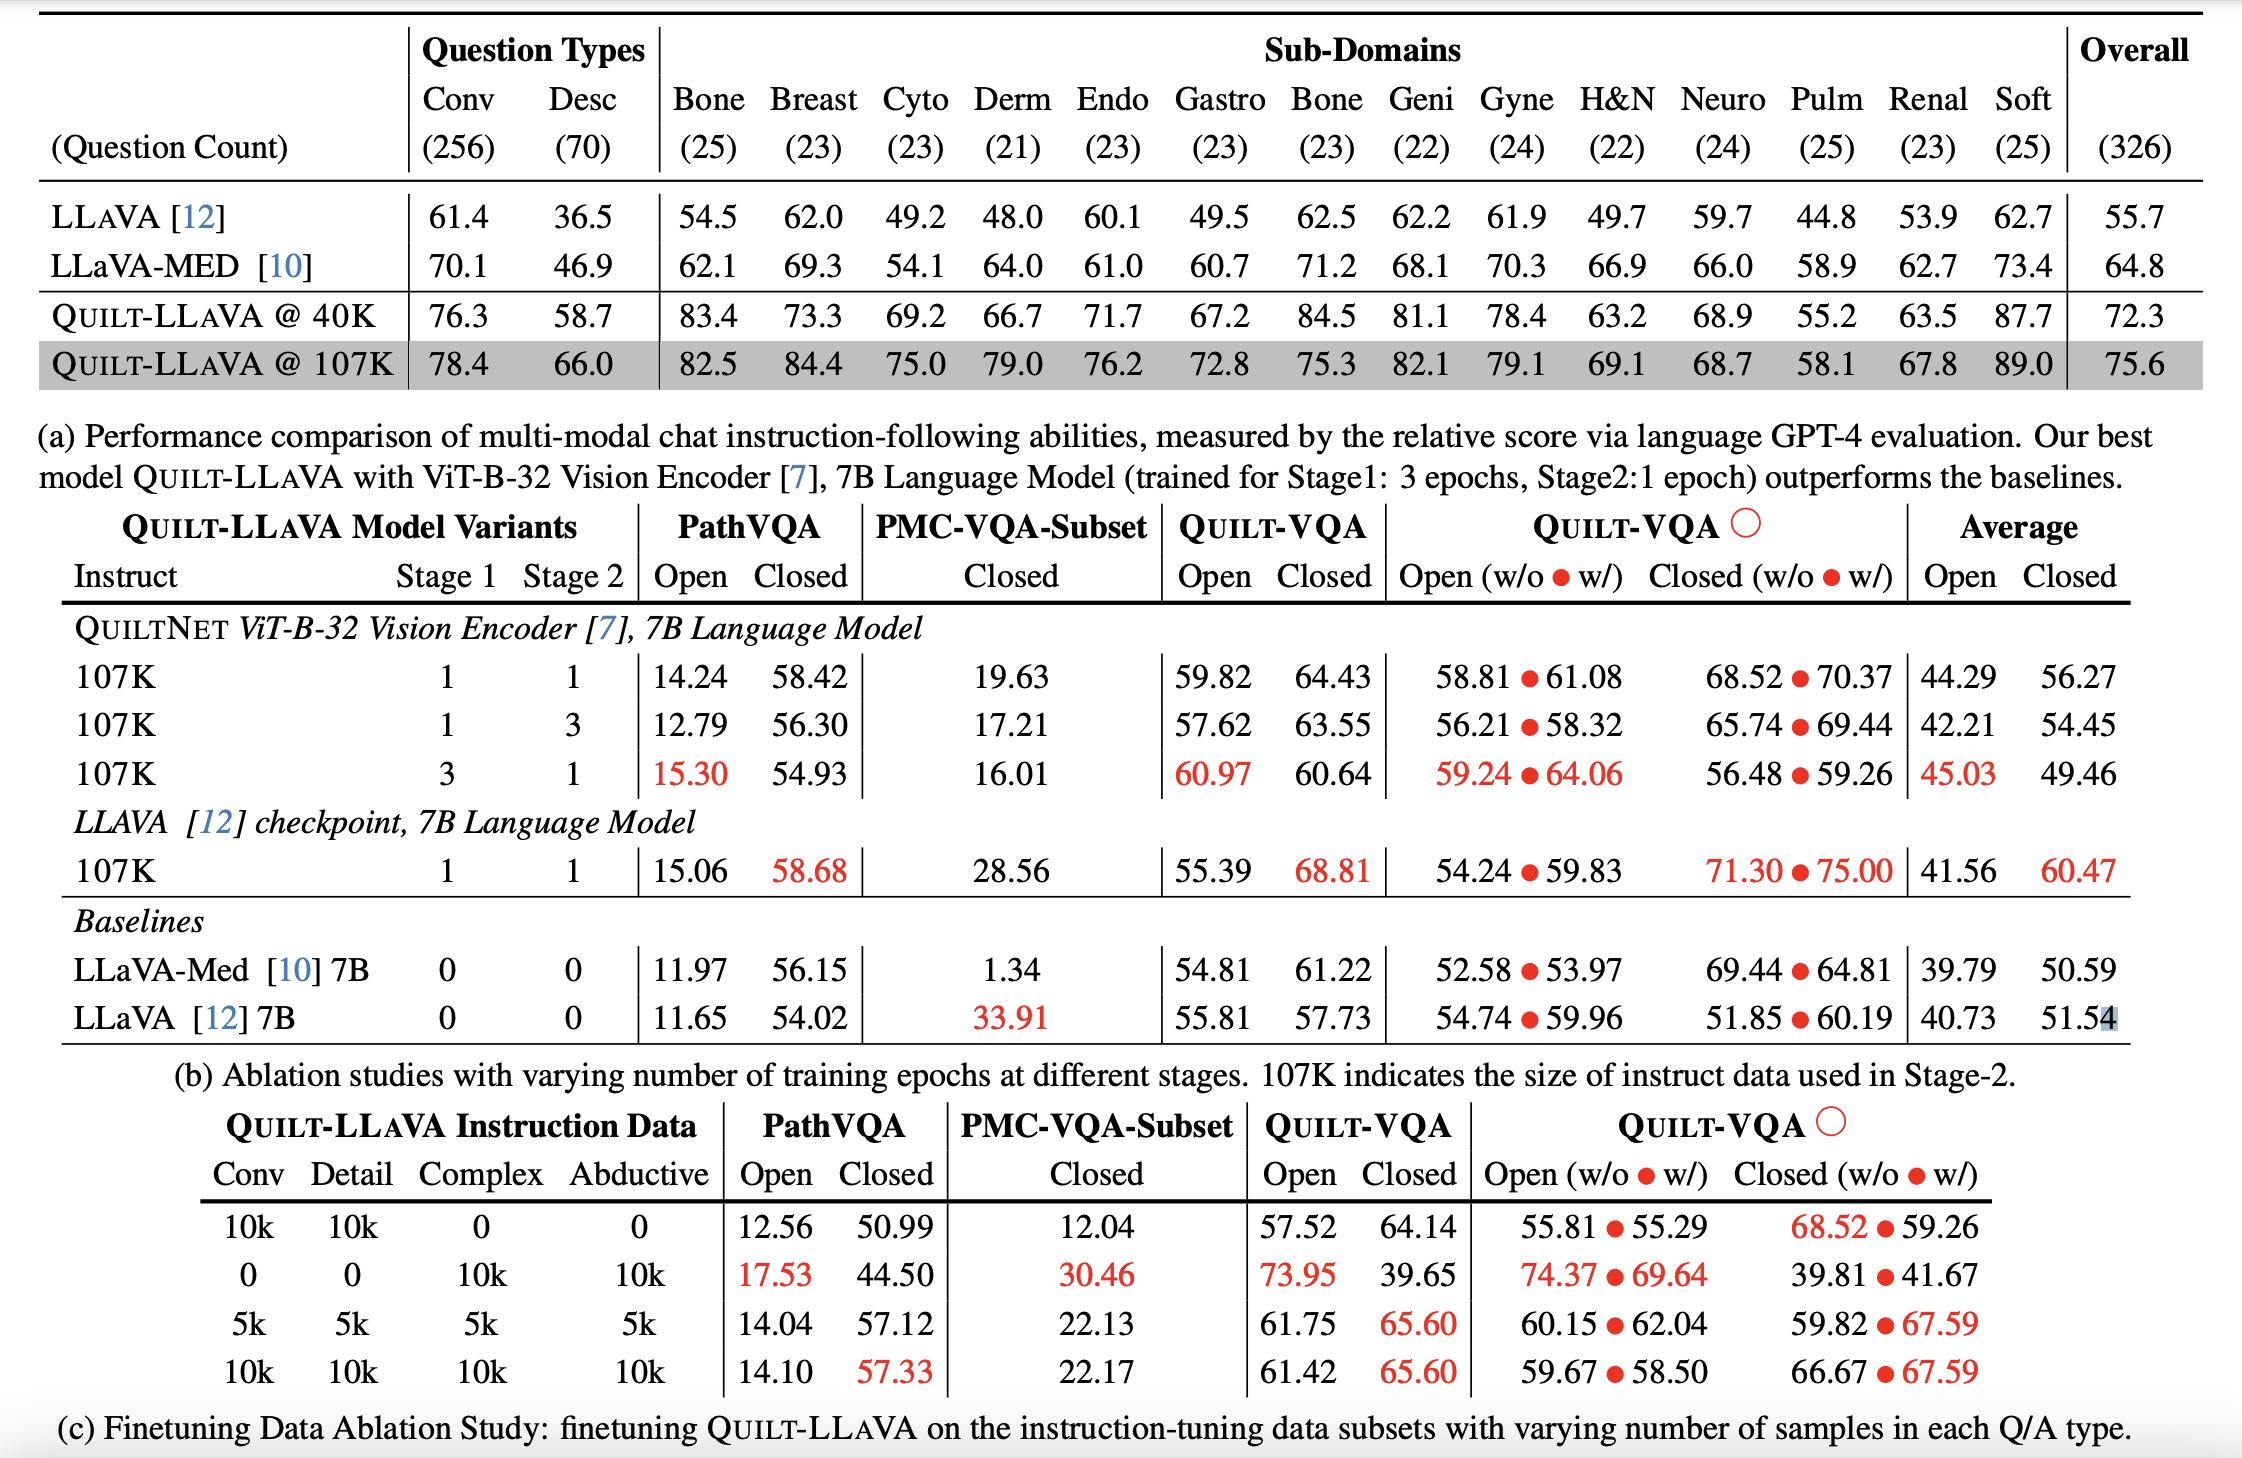 Question Types Sub-Domains Overall
Conv Desc Bone Breast Cyto Derm Endo Gastro Bone Geni Gyne H&N Neuro Pulm Renal Soft
(Question Count) (256) (70) (25) (23) (23) (21) (23) (23) (23) (22) (24) (22) (24) (25) (23) (25) (326)
LLAVA [12] 61.4 36.5 54.5 62.0 49.2 48.0 60.1 49.5 62.5 62.2 61.9 49.7 59.7 44.8 53.9 62.7 55.7
LLaVA-MED [10] 70.1 46.9 62.1 69.3 54.1 64.0 61.0 60.7 71.2 68.1 70.3 66.9 66.0 58.9 62.7 73.4 64.8
QUILT-LLAVA @ 40K 76.3 58.7 83.4 73.3 69.2 66.7 71.7 67.2 84.5 81.1 78.4 63.2 68.9 55.2 63.5 87.7 72.3
QUILT-LLAVA @ 107K 78.4 66.0 82.5 84.4 75.0 79.0 76.2 72.8 75.3 82.1 79.1 69.1 68.7 58.1 67.8 89.0 75.6
(a) Performance comparison of multi-modal chat instruction-following abilities, measured by the relative score via language GPT-4 evaluation. Our best
model QUILT-LLAVA with ViT-B-32 Vision Encoder [7], 7B Language Model (trained for Stage1: 3 epochs, Stage2:1 epoch) outperforms the baselines.
QUILT-LLAVA Model Variants PathVQA PMC-VQA-Subset QUILT-VQA QUILT-VQA ◯ Average
Instruct Stage 1 Stage 2 Open Closed Closed Open Closed Open (w/o ● w/) Closed (w/o ● w/) Open Closed
QUILTNET ViT-B-32 Vision Encoder [7], 7B Language Model
107K 1 1 14.24 58.42 19.63 59.82 64.43 58.81 ● 61.08 68.52 ● 70.37 44.29 56.27
107K 1 3 12.79 56.30 17.21 57.62 63.55 56.21 ● 58.32 65.74 ● 69.44 42.21 54.45
107K 3 1 15.30 54.93 16.01 60.97 60.64 59.24 ● 64.06 56.48 ● 59.26 45.03 49.46
LLAVA [12] checkpoint, 7B Language Model
107K 1 1 15.06 58.68 28.56 55.39 68.81 54.24 ● 59.83 71.30 ● 75.00 41.56 60.47
Baselines
LLaVA-Med [10] 7B 0 0 11.97 56.15 1.34 54.81 61.22 52.58 ● 53.97 69.44 ● 64.81 39.79 50.59
LLaVA [12] 7B 0 0 11.65 54.02 33.91 55.81 57.73 54.74 ● 59.96 51.85 ● 60.19 40.73 51.54
(b) Ablation studies with varying number of training epochs at different stages. 107K indicates the size of instruct data used in Stage-2.
QUILT-LLAVA Instruction Data PathVQA PMC-VQA-Subset QUILT-VQA QUILT-VQA ◯
Conv Detail Complex Abductive Open Closed Closed Open Closed Open (w/o ● w/) Closed (w/o ● w/)
10k 10k 0 0 12.56 50.99 12.04 57.52 64.14 55.81 ● 55.29 68.52 ● 59.26
0 0 10k 10k 17.53 44.50 30.46 73.95 39.65 74.37 ● 69.64 39.81 ● 41.67
5k 5k 5k 5k 14.04 57.12 22.13 61.75 65.60 60.15 ● 62.04 59.82 ● 67.59
10k 10k 10k 10k 14.10 57.33 22.17 61.42 65.60 59.67 ● 58.50 66.67 ● 67.59
(c) Finetuning Data Ablation Study: finetuning QUILT-LLAVA on the instruction-tuning data subsets with varying number of samples in each Q/A type.